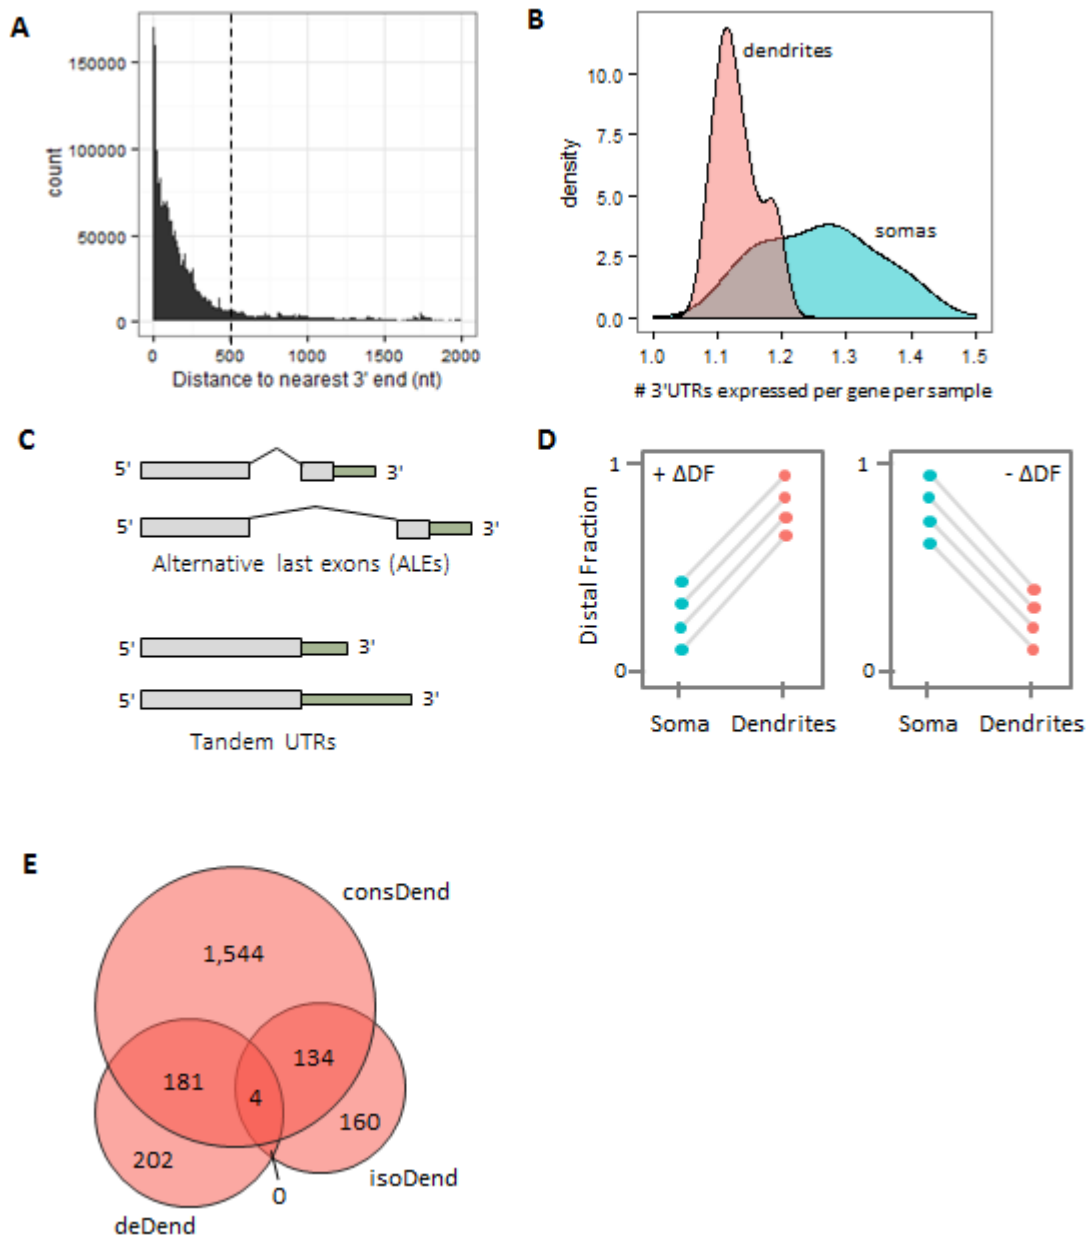 A
150000
100000
50000
0
count
0
500
1000
1500
2000
Distance to nearest 3' end (nt)
B
10.0
7.5
5.0
2.5
0.0
density
dendrites
somas
1.0
1.1
1.2
1.3
1.4
1.5
# 3'UTRs expressed per gene per sample
C
5'
3'
5'
3'
Alternative last exons (ALEs)
5'
3'
5'
3'
Tandem UTRs
D
Distal Fraction
1
+ ΔDF
0
Soma
Dendrites
1
- ΔDF
0
Soma
Dendrites
E
consDend
1,544
181
134
4
160
202
0
isoDend
deDend